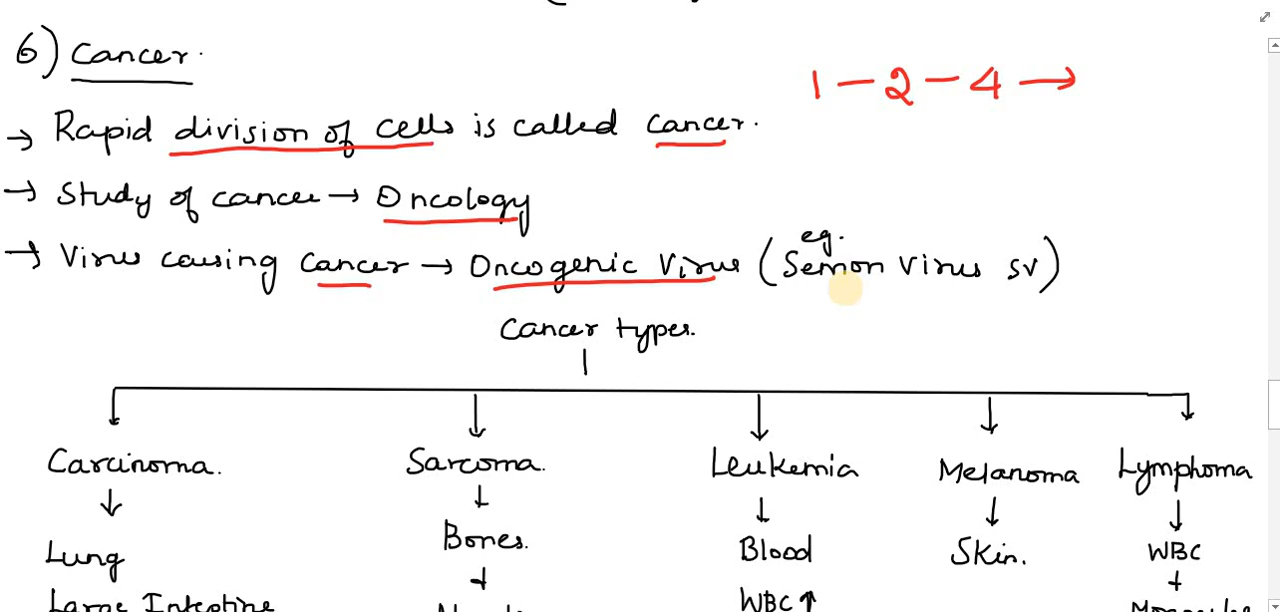 6) Cancer.
1 - 2 - 4 →
→ Rapid division of cells is called cancer.
→ Study of cancer → Oncology
→ Virus causing cancer → Oncogenic Virus (eg. Semon Virus SV)
Cancer types.
Carcinoma. Sarcoma. Leukemia Melanoma Lymphoma
↓ ↓ ↓ ↓ ↓
Lung Bones. Blood Skin. WBC
+ +
Large Intestine WBC ↑